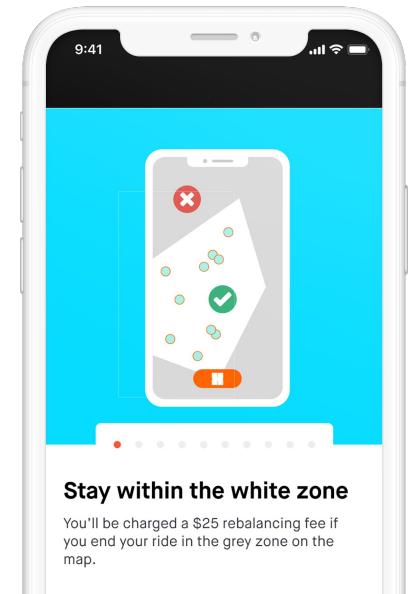 9:41
Stay within the white zone
You'll be charged a $25 rebalancing fee if
you end your ride in the grey zone on the
map.